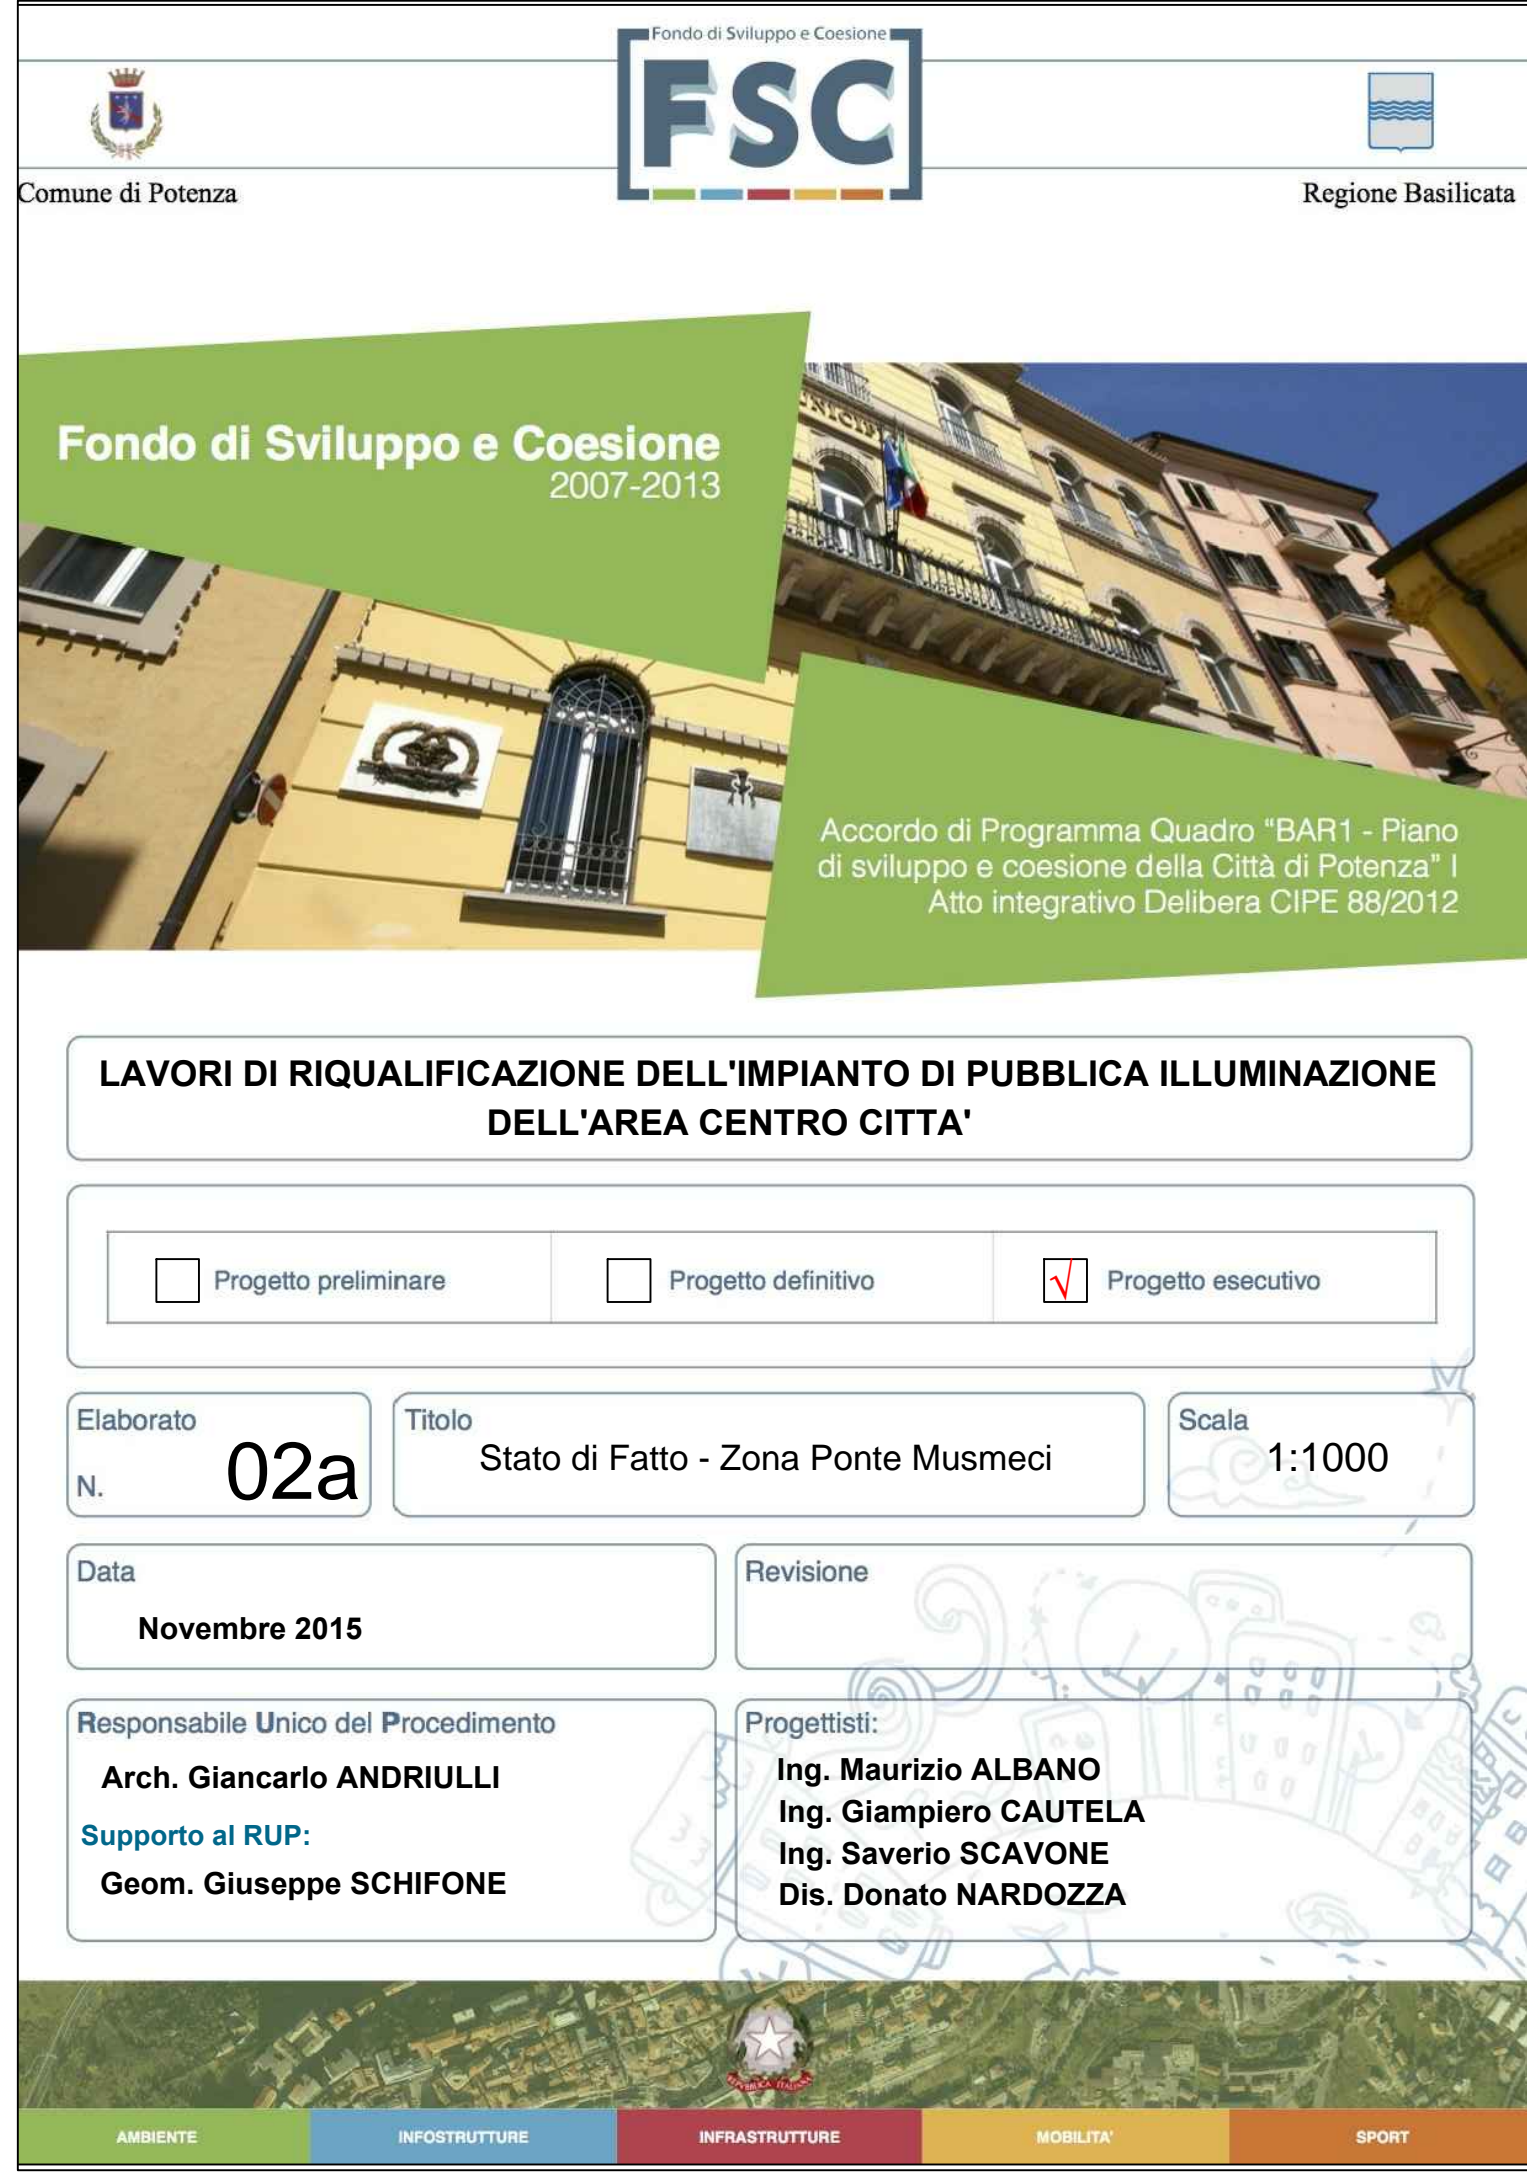 Fondo di Sviluppo e Coesione
FSC
Comune di Potenza
Regione Basilicata
Fondo di Sviluppo e Coesione
2007-2013
Accordo di Programma Quadro “BAR1 - Piano
di sviluppo e coesione della Città di Potenza” I
Atto integrativo Delibera CIPE 88/2012
LAVORI DI RIQUALIFICAZIONE DELL'IMPIANTO DI PUBBLICA ILLUMINAZIONE
DELL'AREA CENTRO CITTA'
Progetto preliminare
Progetto definitivo
√ Progetto esecutivo
Elaborato
N. 02a
Titolo
Stato di Fatto - Zona Ponte Musmeci
Scala
1:1000
Data
Novembre 2015
Revisione
Responsabile Unico del Procedimento
Arch. Giancarlo ANDRIULLI
Supporto al RUP:
Geom. Giuseppe SCHIFONE
Progettisti:
Ing. Maurizio ALBANO
Ing. Giampiero CAUTELA
Ing. Saverio SCAVONE
Dis. Donato NARDOZZA
REPVBBLICA ITALIANA
AMBIENTE
INFOSTRUTTURE
INFRASTRUTTURE
MOBILITA'
SPORT